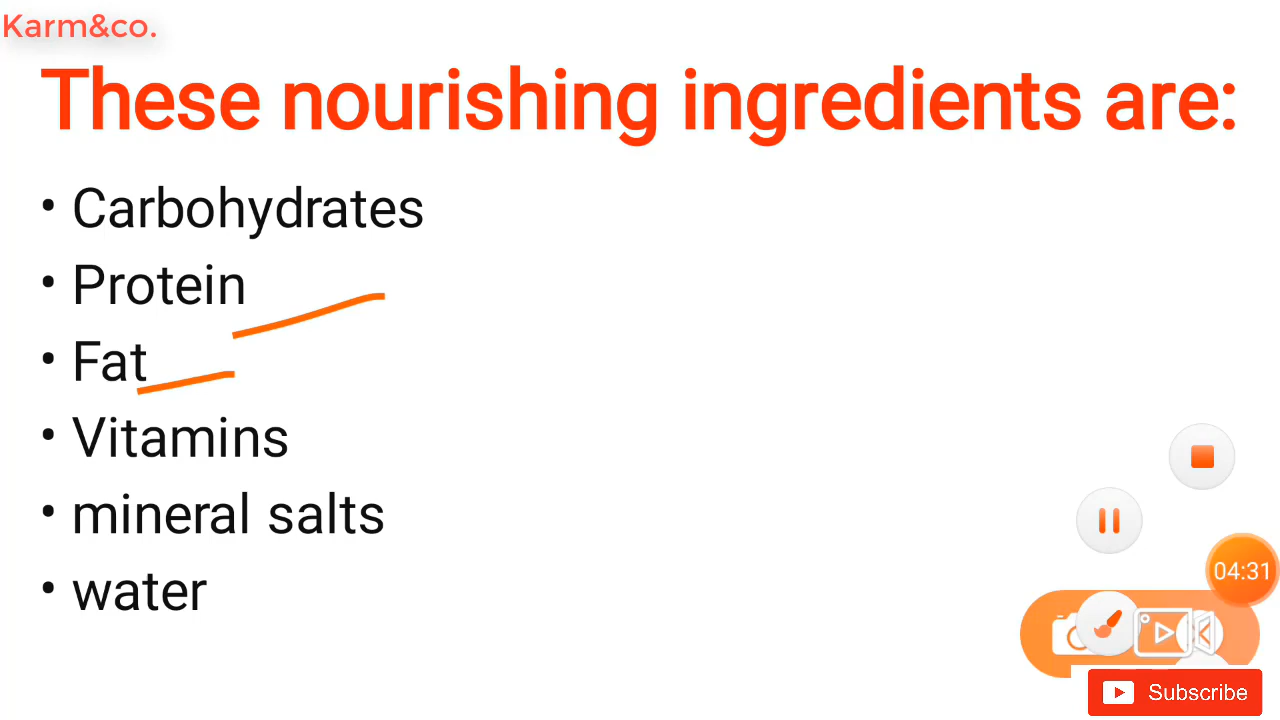 Karm&co.
These nourishing ingredients are:
• Carbohydrates
• Protein
• Fat
• Vitamins
• mineral salts
• water
04:31
Subscribe